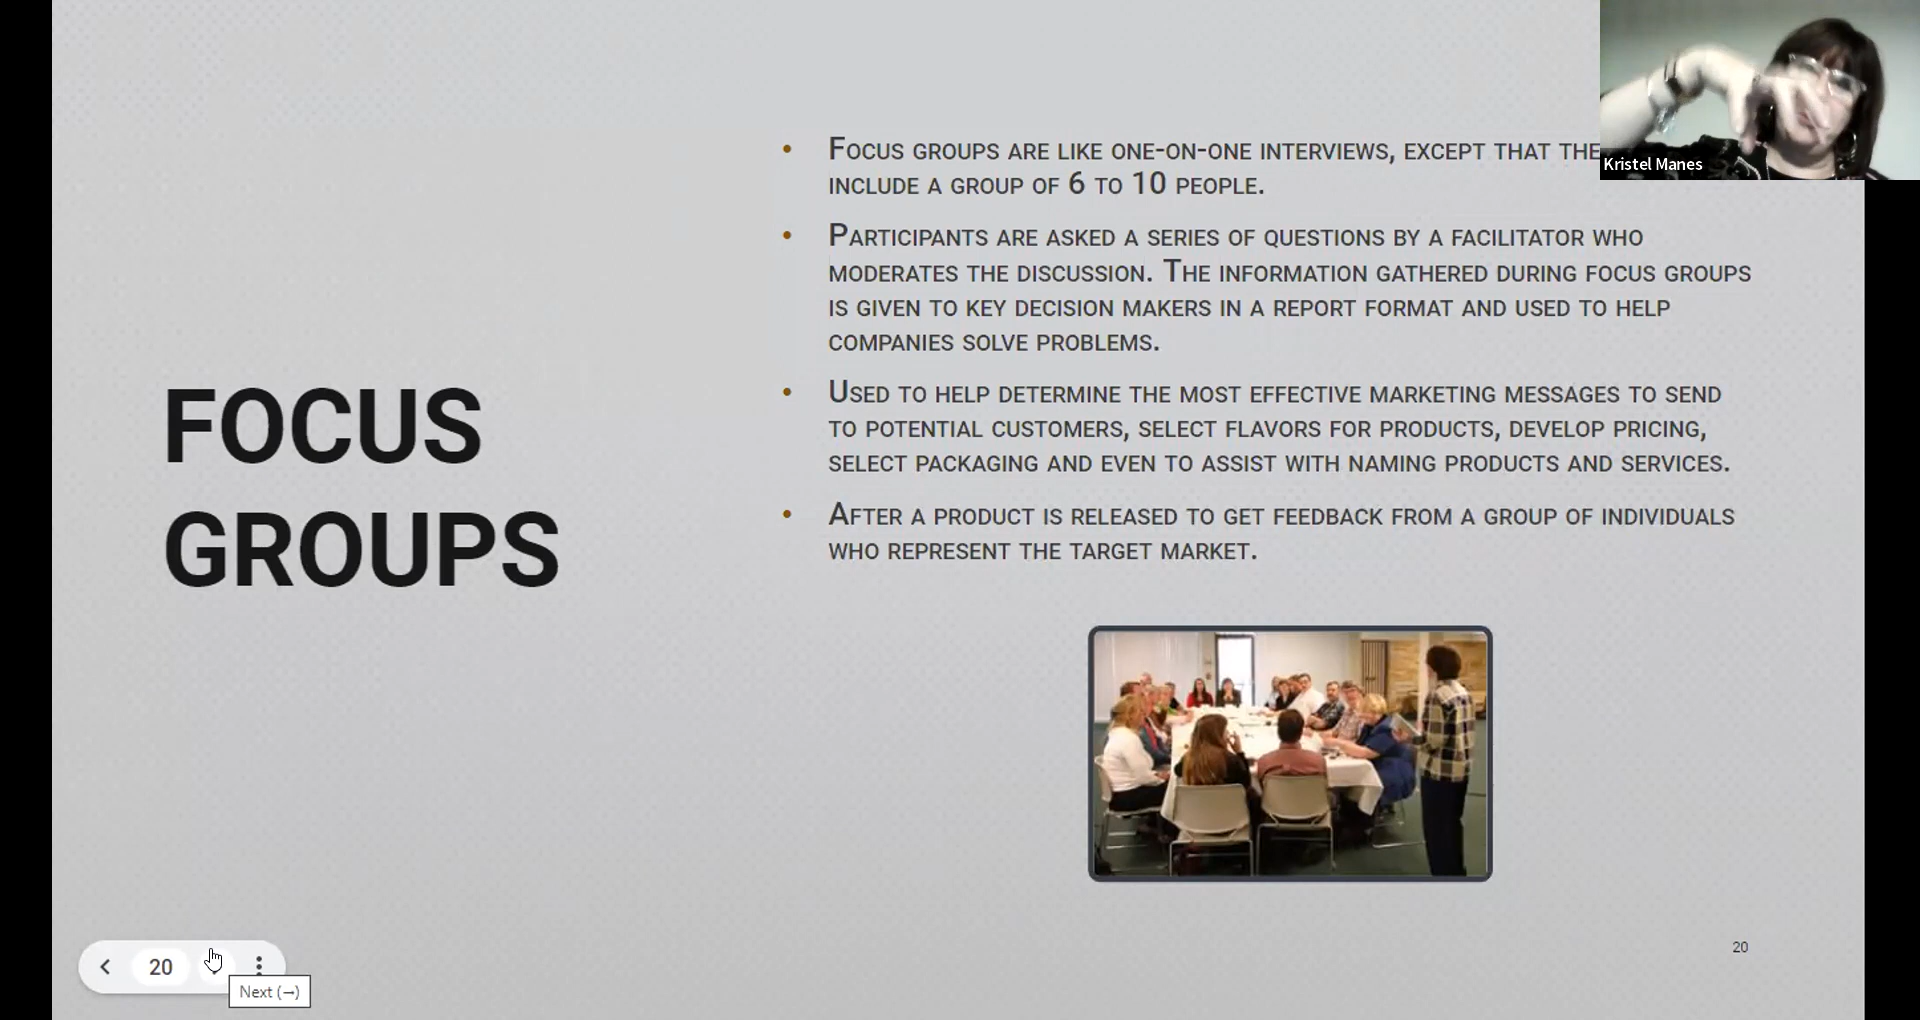 FOCUS
GROUPS
• Focus groups are like one-on-one interviews, except that the
include a group of 6 to 10 people.
• Participants are asked a series of questions by a facilitator who
moderates the discussion. The information gathered during focus groups
is given to key decision makers in a report format and used to help
companies solve problems.
• Used to help determine the most effective marketing messages to send
to potential customers, select flavors for products, develop pricing,
select packaging and even to assist with naming products and services.
• After a product is released to get feedback from a group of individuals
who represent the target market.
Kristel Manes
20
Next (→)
20